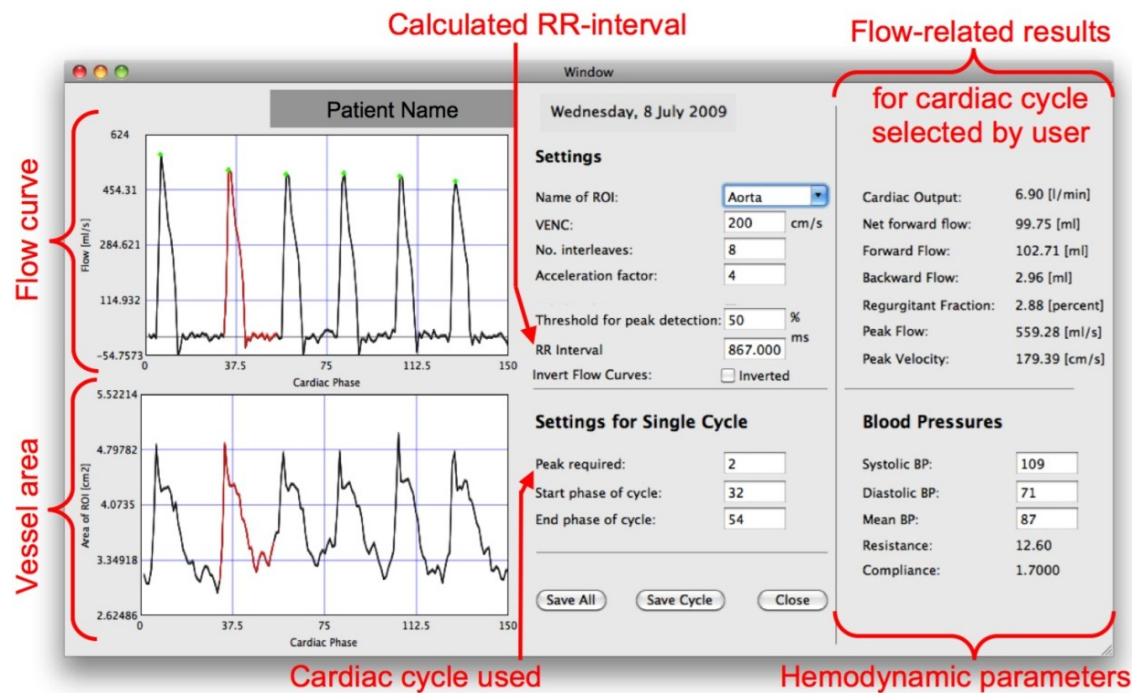 Calculated RR-interval
Flow-related results
for cardiac cycle
selected by user
Window
Patient Name
Wednesday, 8 July 2009
Flow curve
Flow [ml/s]
624
454.31
284.621
114.932
-54.7573
0 37.5 75 112.5 150
Cardiac Phase
Vessel area
Area of ROI [cm2]
5.52214
4.79782
4.0735
3.34918
2.62486
0 37.5 75 112.5 150
Cardiac Phase
Settings
Name of ROI: Aorta
VENC: 200 cm/s
No. interleaves: 8
Acceleration factor: 4
Threshold for peak detection: 50 %
RR Interval 867.000 ms
Invert Flow Curves: Inverted
Settings for Single Cycle
Peak required: 2
Start phase of cycle: 32
End phase of cycle: 54
Save All Save Cycle Close
Cardiac Output: 6.90 [l/min]
Net forward flow: 99.75 [ml]
Forward Flow: 102.71 [ml]
Backward Flow: 2.96 [ml]
Regurgitant Fraction: 2.88 [percent]
Peak Flow: 559.28 [ml/s]
Peak Velocity: 179.39 [cm/s]
Blood Pressures
Systolic BP: 109
Diastolic BP: 71
Mean BP: 87
Resistance: 12.60
Compliance: 1.7000
Cardiac cycle used
Hemodynamic parameters